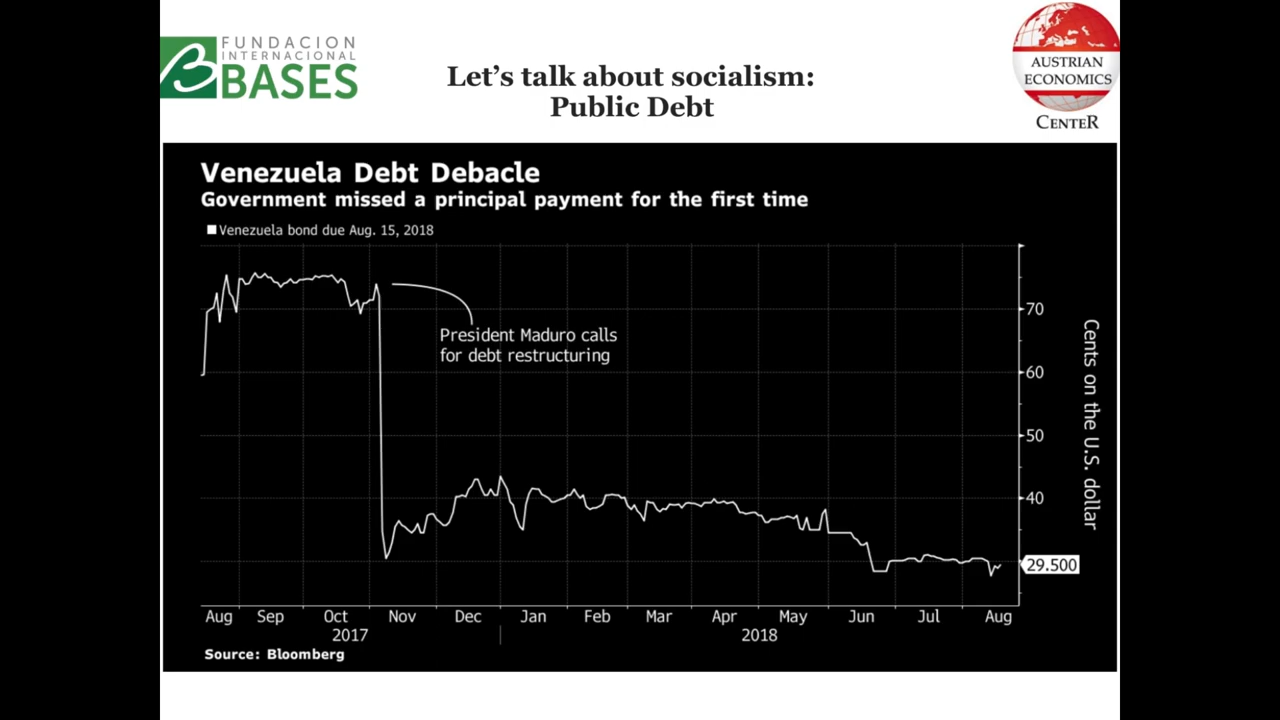 FUNDACION
INTERNACIONAL
BASES
Let's talk about socialism:
Public Debt
AUSTRIAN
ECONOMICS
CENTER
Venezuela Debt Debacle
Government missed a principal payment for the first time
Venezuela bond due Aug. 15, 2018
President Maduro calls
for debt restructuring
70
60
50
40
29.500
Cents on the U.S. dollar
Aug Sep Oct Nov Dec Jan Feb Mar Apr May Jun Jul Aug
2017 2018
Source: Bloomberg